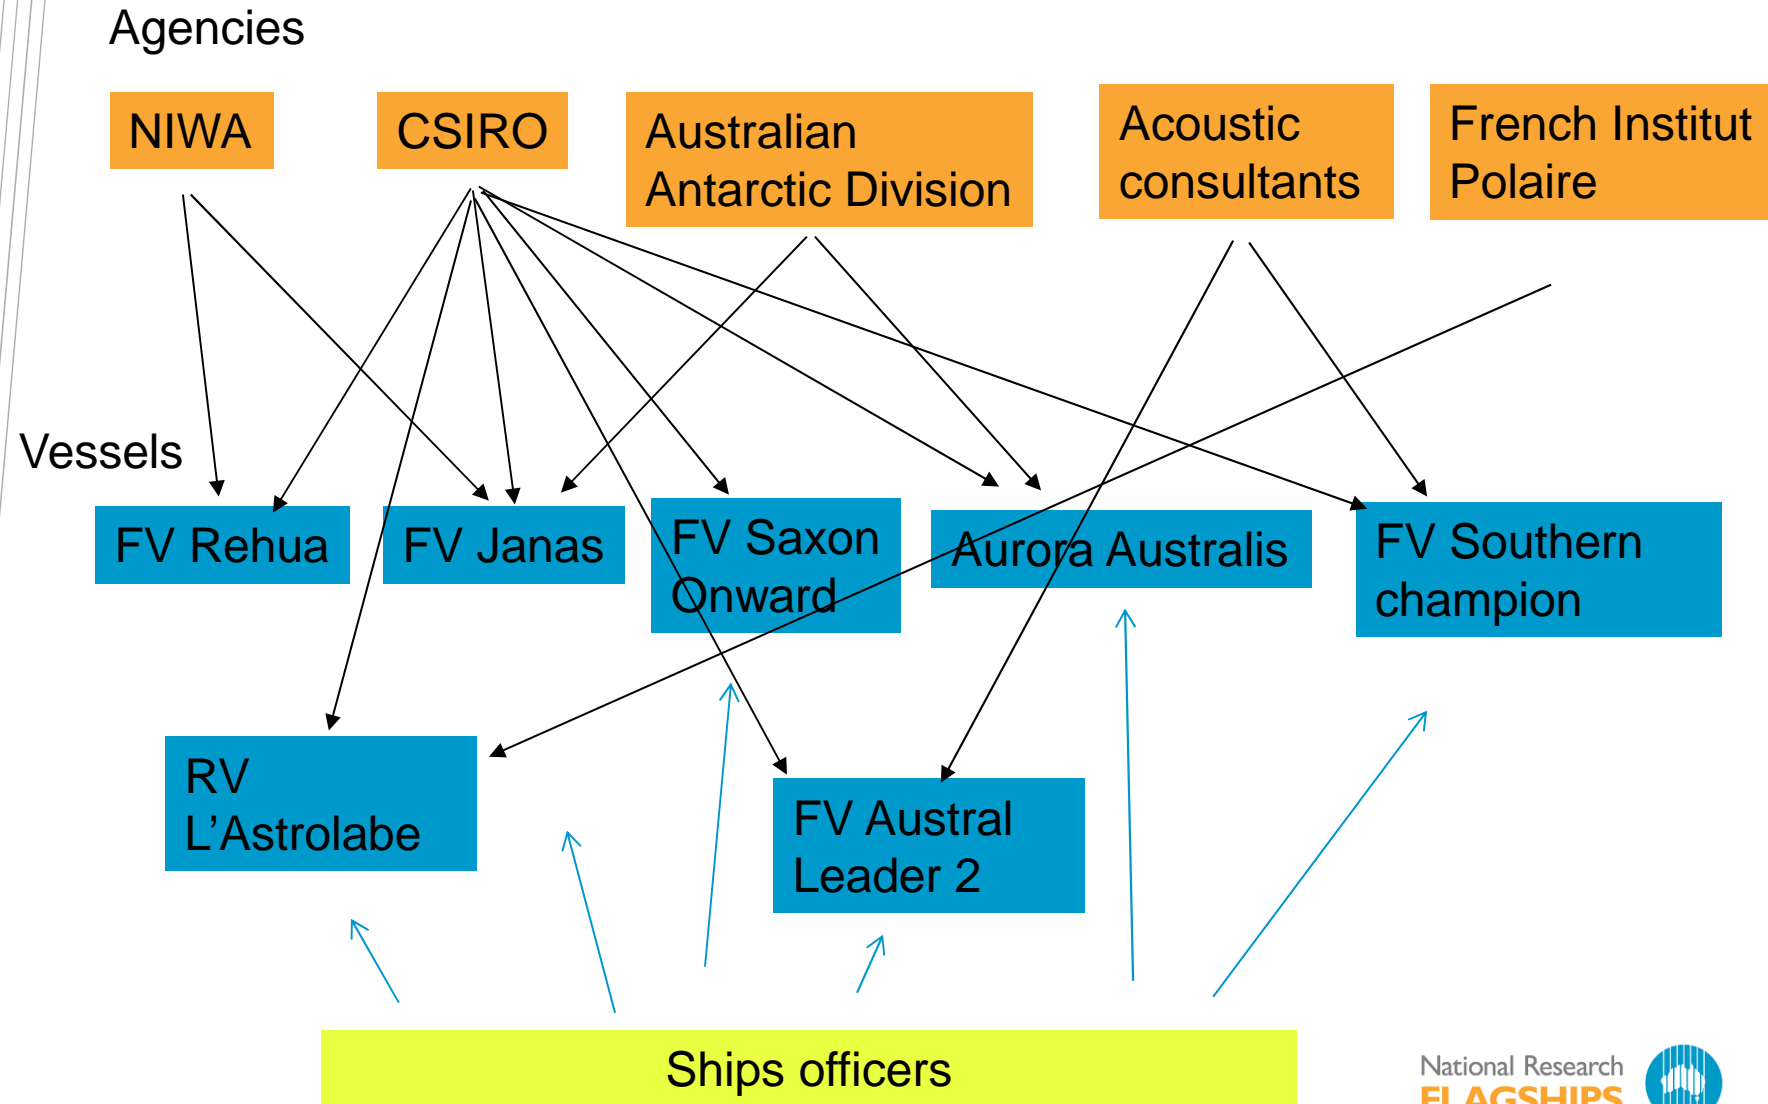 Agencies
NIWA
CSIRO
Australian
Antarctic Division
Acoustic
consultants
French Institut
Polaire
Vessels
FV Rehua
FV Janas
FV Saxon
Onward
Aurora Australis
FV Southern
champion
RV
L’Astrolabe
FV Austral
Leader 2
Ships officers
National Research
FLAGSHIPS